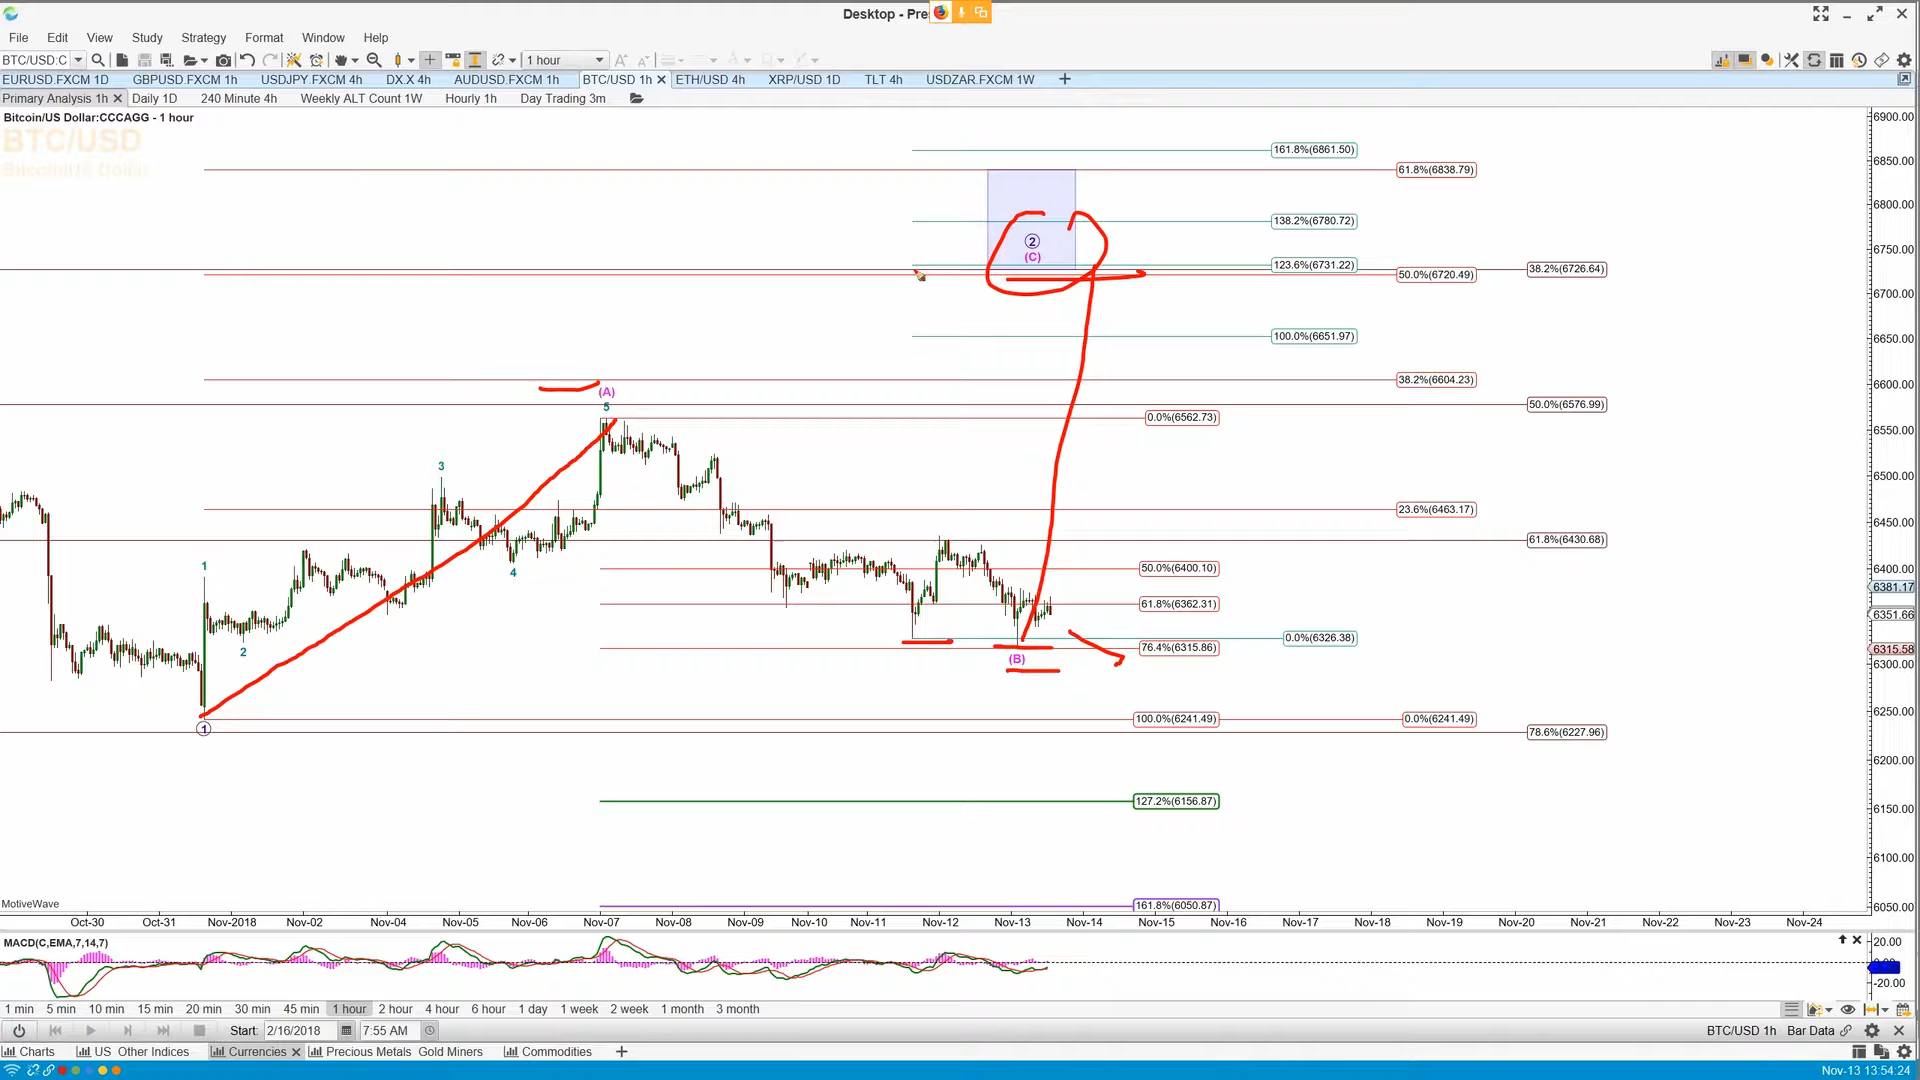 Desktop - Pre
File Edit View Study Strategy Format Window Help
BTC/USD:C 1 hour
EURUSD.FXCM 1D GBPUSD FXCM 1h USDJPY.FXCM 4h DX.X 4h AUDUSD.FXCM 1h BTC/USD 1h ETH/USD 4h XRP/USD 1D TLT 4h USDZAR.FXCM 1W
Primary Analysis 1h Daily 1D 240 Minute 4h Weekly ALT Count 1W Hourly 1h Day Trading 3m
Bitcoin/US Dollar:CCCAGG - 1 hour
BTC/USD
Bitcoin/US Dollar
6900.00
161.8%(6861.50)
6850.00
61.8%(6838.79)
6800.00
138.2%(6780.72)
2
6750.00
(C)
123.6%(6731.22)
38.2%(6726.64)
50.0%(6720.49)
6700.00
100.0%(6651.97)
6650.00
38.2%(6604.23)
6600.00
(A)
5
50.0%(6576.99)
0.0%(6562.73)
6550.00
3
6500.00
23.6%(6463.17)
6450.00
61.8%(6430.68)
1
4
50.0%(6400.10)
6400.00
6381.17
61.8%(6362.31)
6351.66
0.0%(6326.38)
2
76.4%(6315.86)
6315.58
(B)
6300.00
6250.00
100.0%(6241.49)
0.0%(6241.49)
1
78.6%(6227.96)
6200.00
127.2%(6156.87)
6150.00
6100.00
MotiveWave
161.8%(6050.87)
6050.00
Oct-30 Oct-31 Nov-2018 Nov-02 Nov-04 Nov-05 Nov-06 Nov-07 Nov-08 Nov-09 Nov-10 Nov-11 Nov-12 Nov-13 Nov-14 Nov-15 Nov-16 Nov-17 Nov-18 Nov-19 Nov-20 Nov-21 Nov-22 Nov-23 Nov-24
MACD(C,EMA,7,14,7)
20.00
-20.00
1 min 5 min 10 min 15 min 20 min 30 min 45 min 1 hour 2 hour 4 hour 6 hour 1 day 1 week 2 week 1 month 3 month
Start: 2/16/2018 7:55 AM BTC/USD 1h Bar Data
Charts US Other Indices Currencies Precious Metals Gold Miners Commodities
Nov-13 13:54:24